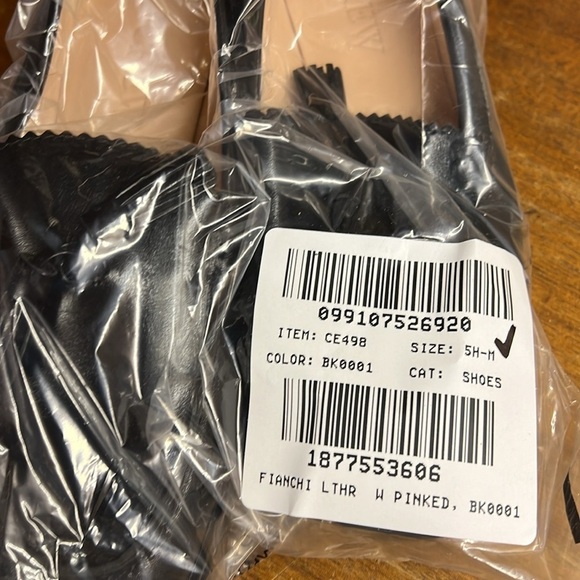 099107526920
ITEM: CE498 SIZE: 5H-M
COLOR: BK0001 CAT: SHOES
1877553606
FIANCHI LTHR W PINKED, BK0001